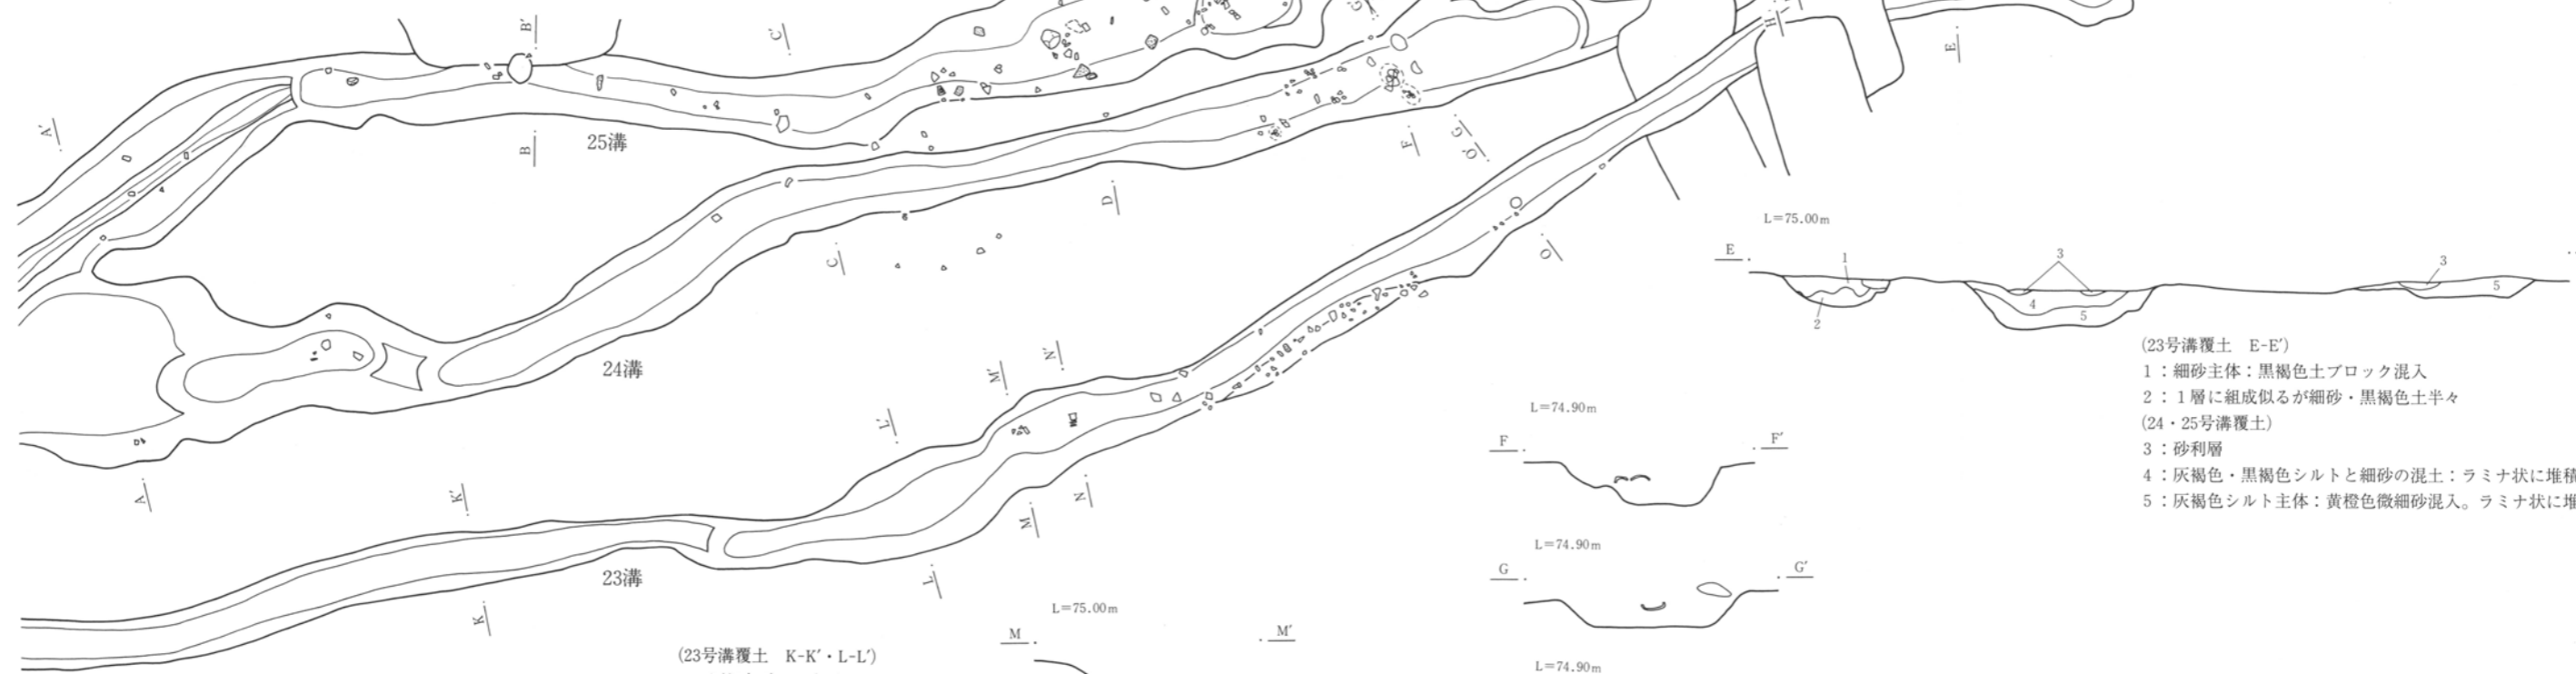 B′
C′
G′
H
E
A′
B
25溝
F
G′
O′
D
C
O
L=75.00m
E
1
3
3
4
5
5
2
(23号溝覆土　E-E′)
1：細砂主体：黒褐色土ブロック混入
2：1層に組成似るが細砂・黒褐色土半々
(24・25号溝覆土)
3：砂利層
4：灰褐色・黒褐色シルトと細砂の混土：ラミナ状に堆積
5：灰褐色シルト主体：黄橙色微細砂混入。ラミナ状に堆
24溝
M′
N′
L′
L=74.90m
F
F′
A
K′
M
N
L=74.90m
G
G′
23溝
L
K
L=75.00m
M
M′
(23号溝覆土　K-K′・L-L′)
L=74.90m